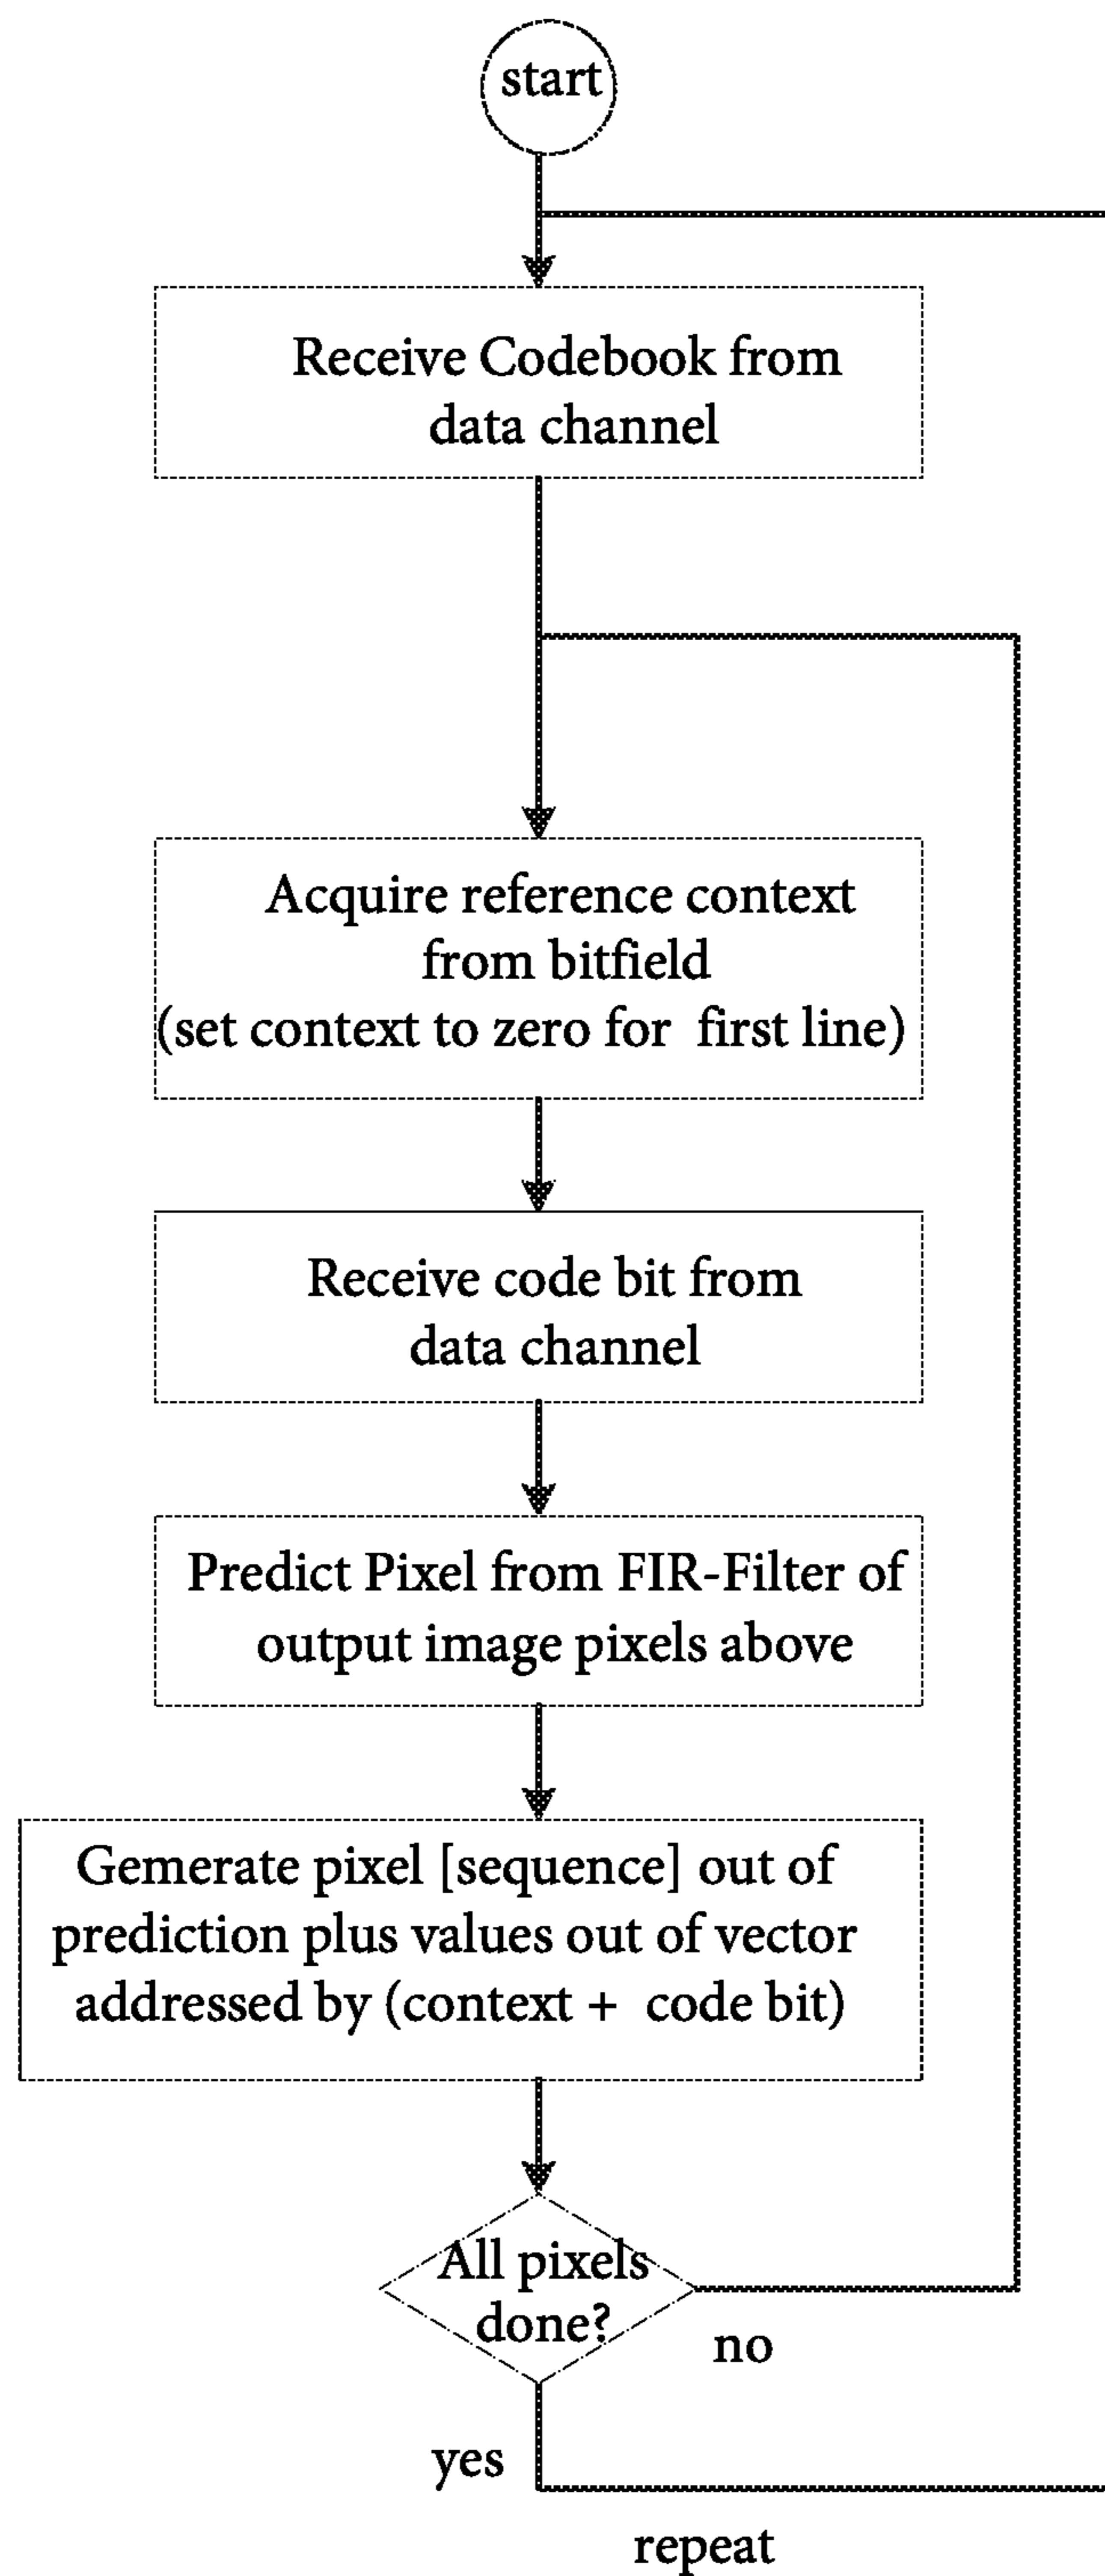 start
Receive Codebook from
data channel
Acquire reference context
from bitfield
(set context to zero for first line)
Receive code bit from
data channel
Predict Pixel from FIR-Filter of
output image pixels above
Gemerate pixel [sequence] out of
prediction plus values out of vector
addressed by (context + code bit)
All pixels
done?
no
yes
repeat